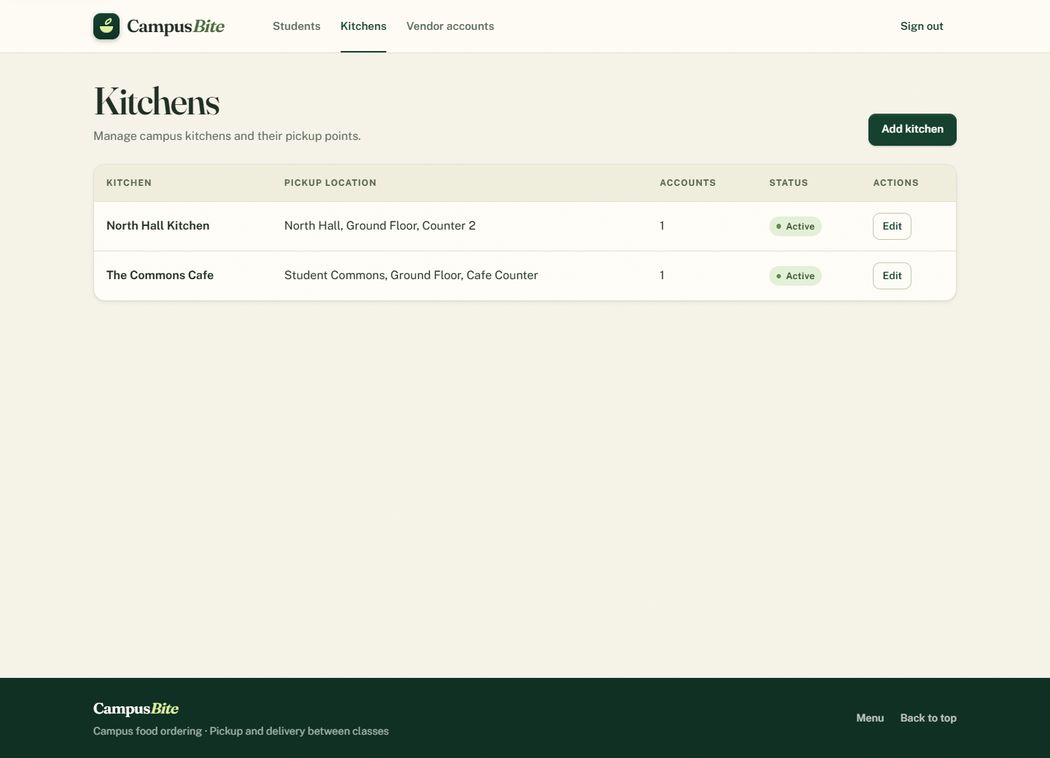 CampusBite Students Kitchens Vendor accounts Sign out
Kitchens
Manage campus kitchens and their pickup points.
Add kitchen
KITCHEN PICKUP LOCATION ACCOUNTS STATUS ACTIONS
North Hall Kitchen North Hall, Ground Floor, Counter 2 1 Active Edit
The Commons Cafe Student Commons, Ground Floor, Cafe Counter 1 Active Edit
CampusBite
Campus food ordering · Pickup and delivery between classes
Menu Back to top